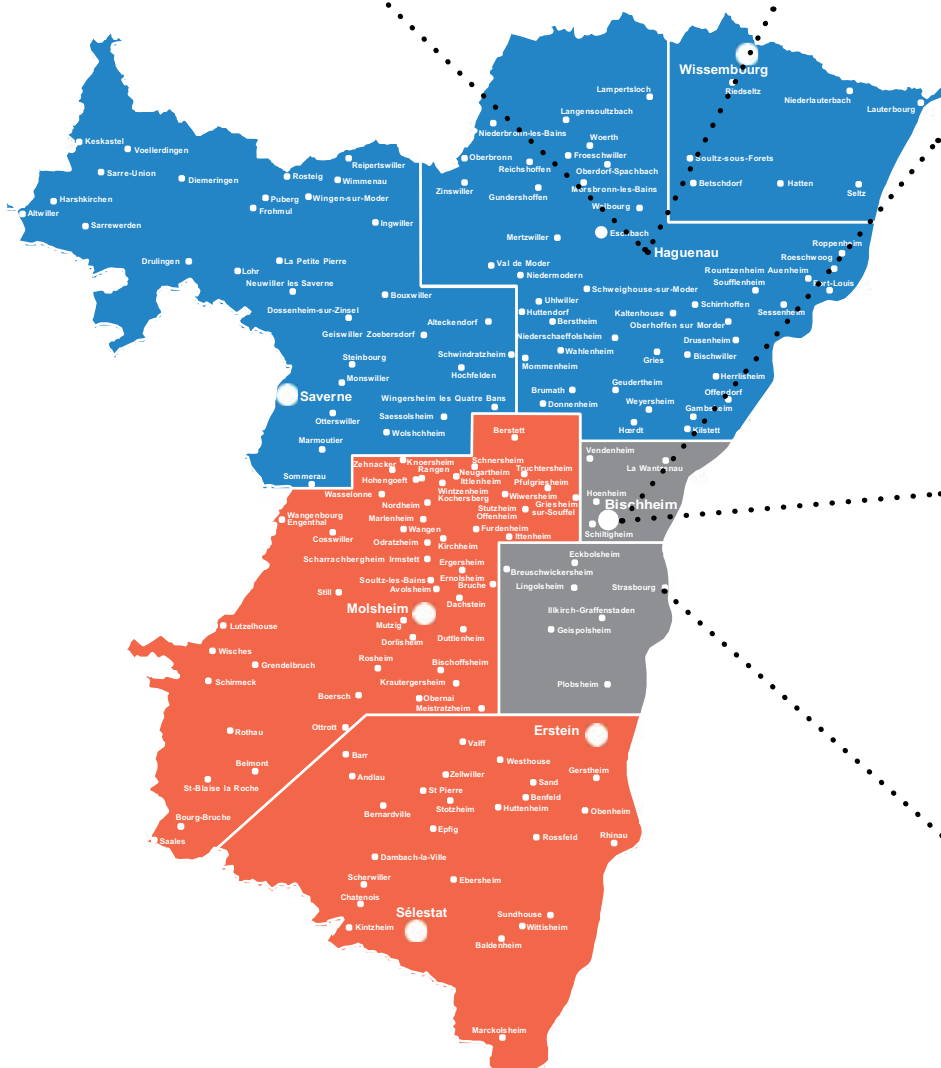 Wissembourg
Riedseltz
Niederlauterbach
Lauterbourg
Lampertsloch
Langensoultzbach
Niederbronn-les-Bains
Woerth
Oberbronn
Froeschwiller
Reichshoffen
Oberdorf-Spachbach
Soultz-sous-Forets
Zinswiller
Gundershoffen
Morsbronn-les-Bains
Betschdorf
Hatten
Seltz
Walbourg
Mertzwiller
Eschbach
Haguenau
Val de Moder
Niedermodern
Roppenheim
Roeschwoog
Rountzenheim Auenheim
Fort-Louis
Soufflenheim
Schweighouse-sur-Moder
Uhlwiller
Huttendorf
Kaltenhouse
Schirrhoffen
Sessenheim
Berstheim
Oberhoffen sur Morder
Niederschaeffolsheim
Drusenheim
Wahlenheim
Gries
Bischwiller
Mommenheim
Herrlisheim
Brumath
Geudertheim
Offendorf
Donnenheim
Weyersheim
Gambsheim
Hœrdt
Kilstett
Keskastel
Voellerdingen
Reipertswiller
Sarre-Union
Diemeringen
Rosteig
Wimmenau
Harshkirchen
Puberg
Wingen-sur-Moder
Altwiller
Frohmul
Sarrewerden
Ingwiller
Drulingen
La Petite Pierre
Lohr
Neuwiller les Saverne
Bouxwiller
Dossenheim-sur-Zinsel
Alteckendorf
Geiswiller Zoebersdorf
Steinbourg
Schwindratzheim
Monswiller
Hochfelden
Saverne
Wingersheim les Quatre Bans
Otterswiller
Saessolsheim
Wolshchheim
Marmoutier
Sommerau
Berstett
Zehnacker
Knoersheim
Schnersheim
Rangen
Neugartheim
Ittlenheim
Truchtersheim
Hohengoeft
Wintzenheim
Kochersberg
Pfulgriesheim
Wasselonne
Wiwersheim
Nordheim
Stutzheim
Offenheim
Griesheim
sur-Souffel
Wangenbourg
Engenthal
Marlenheim
Cosswiller
Wangen
Furdenheim
Odratzheim
Kirchheim
Ittenheim
Scharrachbergheim Irmstett
Ergersheim
Soultz-les-Bains
Ernolsheim
Bruche
Avolsheim
Still
Dachstein
Molsheim
Mutzig
Lutzelhouse
Dorlisheim
Duttlenheim
Wisches
Grendelbruch
Rosheim
Bischoffsheim
Schirmeck
Krautergersheim
Boersch
Obernai
Meistratzheim
Rothau
Ottrott
Belmont
St-Blaise la Roche
Bourg-Bruche
Saales
Vendenheim
La Wantzenau
Hoenheim
Bischheim
Schiltigheim
Eckbolsheim
Breuschwickersheim
Lingolsheim
Strasbourg
Illkirch-Graffenstaden
Geispolsheim
Plobsheim
Erstein
Valff
Barr
Westhouse
Andlau
Zellwiller
Gerstheim
Sand
St Pierre
Benfeld
Stotzheim
Huttenheim
Obenheim
Bernardville
Epfig
Rossfeld
Rhinau
Dambach-la-Ville
Scherwiller
Ebersheim
Chatenois
Sélestat
Sundhouse
Kintzheim
Wittisheim
Baldenheim
Marckolsheim